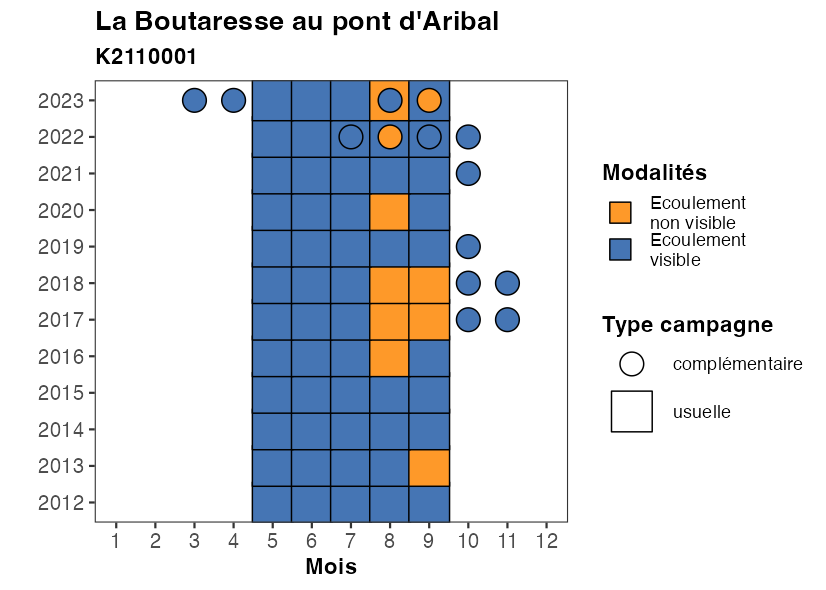 La Boutaresse au pont d'Aribal
K2110001
2023
2022
2021
2020
2019
2018
2017
2016
2015
2014
2013
2012
1 2 3 4 5 6 7 8 9 10 11 12
Mois
Modalités
Ecoulement
non visible
Ecoulement
visible
Type campagne
complémentaire
usuelle